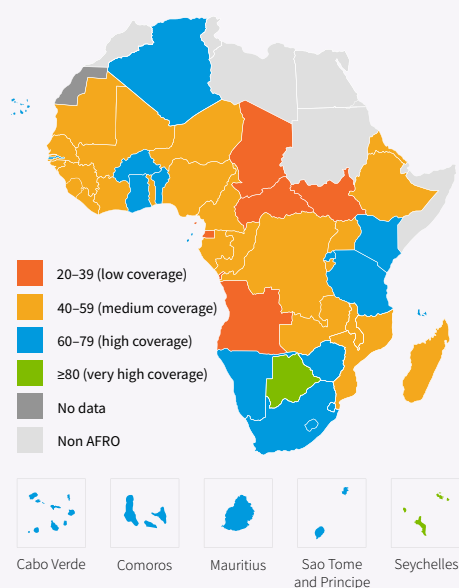 20–39 (low coverage)
40–59 (medium coverage)
60–79 (high coverage)
≥80 (very high coverage)
No data
Non AFRO
Cabo Verde
Comoros
Mauritius
Sao Tome
and Principe
Seychelles